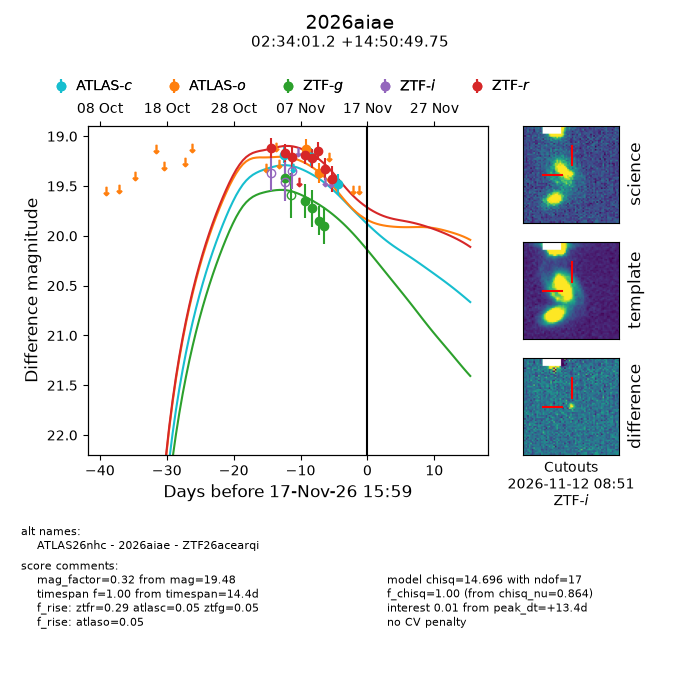 2026aiae
02:34:01.2 +14:50:49.75
ATLAS-c
ATLAS-o
ZTF-g
ZTF-i
ZTF-r
08 Oct
18 Oct
28 Oct
07 Nov
17 Nov
27 Nov
19.0
19.5
20.0
20.5
21.0
21.5
22.0
Difference magnitude
−40
−30
−20
−10
0
10
Days before 17-Nov-26 15:59
science
template
difference
Cutouts
2026-11-12 08:51
ZTF-i
alt names:
ATLAS26nhc - 2026aiae - ZTF26acearqi
score comments:
mag_factor=0.32 from mag=19.48
timespan f=1.00 from timespan=14.4d
f_rise: ztfr=0.29 atlasc=0.05 ztfg=0.05
f_rise: atlaso=0.05
model chisq=14.696 with ndof=17
f_chisq=1.00 (from chisq_nu=0.864)
interest 0.01 from peak_dt=+13.4d
no CV penalty